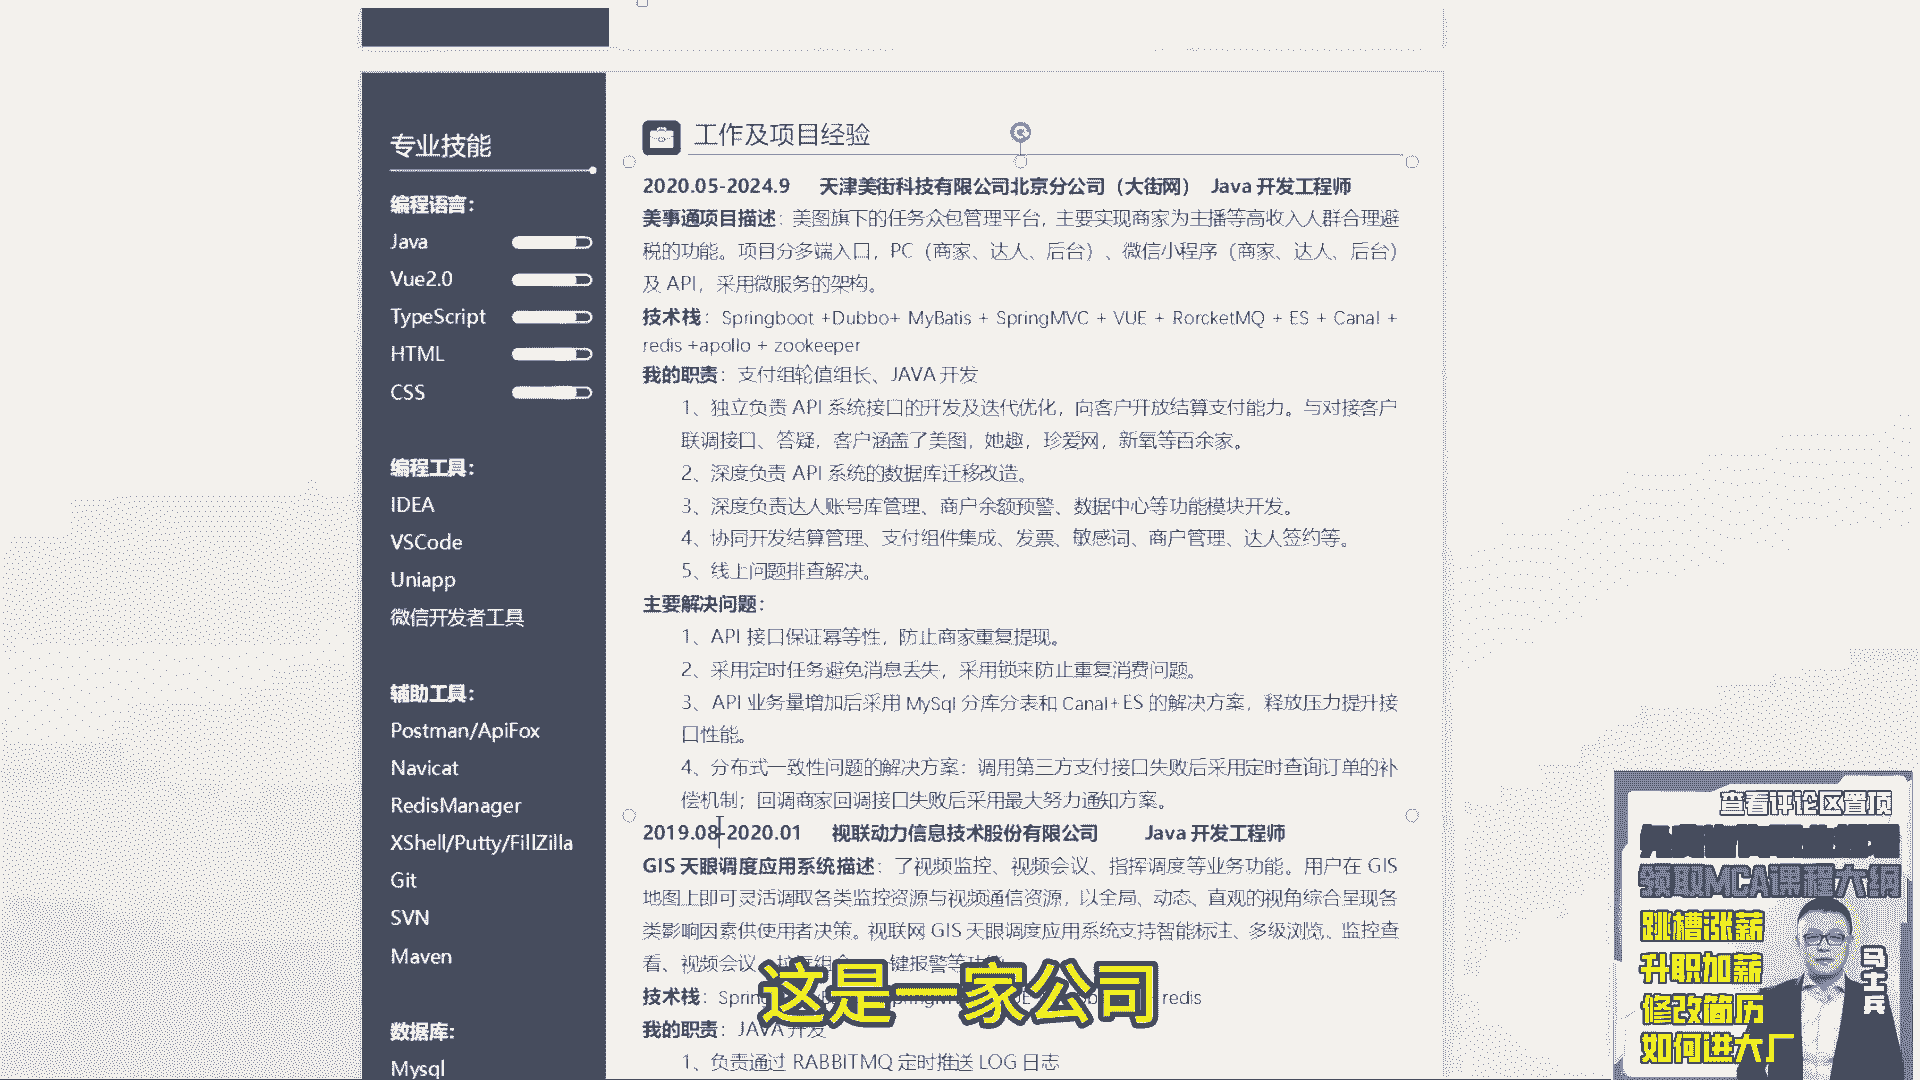 专业技能
编程语言：
Java
Vue2.0
TypeScript
HTML
CSS
编程工具：
IDEA
VSCode
Uniapp
微信开发者工具
辅助工具：
Postman/ApiFox
Navicat
RedisManager
XShell/Putty/FillZilla
Git
SVN
Maven
数据库：
Mysql
工作及项目经验
2020.05-2024.9 天津美街科技有限公司北京分公司（大街网） Java 开发工程师
美事通项目描述：美图旗下的任务众包管理平台，主要实现商家为主播等高收入人群合理避
税的功能。项目分多端入口，PC（商家、达人、后台）、微信小程序（商家、达人、后台）
及 API，采用微服务的架构。
技术栈：Springboot +Dubbo+ MyBatis + SpringMVC + VUE + RorcketMQ + ES + Canal +
redis +apollo + zookeeper
我的职责：支付组轮值组长、JAVA 开发
1、独立负责 API 系统接口的开发及迭代优化，向客户开放结算支付能力。与对接客户
联调接口、答疑，客户涵盖了美图，她趣，珍爱网，新氧等百余家。
2、深度负责 API 系统的数据库迁移改造。
3、深度负责达人账号库管理、商户余额预警、数据中心等功能模块开发。
4、协同开发结算管理、支付组件集成、发票、敏感词、商户管理、达人签约等。
5、线上问题排查解决。
主要解决问题：
1、API 接口保证幂等性，防止商家重复提现。
2、采用定时任务避免消息丢失，采用锁来防止重复消费问题。
3、API 业务量增加后采用 MySql 分库分表和 Canal+ES 的解决方案，释放压力提升接
口性能。
4、分布式一致性问题的解决方案：调用第三方支付接口失败后采用定时查询订单的补
偿机制；回调商家回调接口失败后采用最大努力通知方案。
2019.08-2020.01 视联动力信息技术股份有限公司 Java 开发工程师
GIS 天眼调度应用系统描述：了视频监控、视频会议、指挥调度等业务功能。用户在 GIS
地图上即可灵活调取各类监控资源与视频通信资源，以全局、动态、直观的视角综合呈现各
类影响因素供使用者决策。视联网 GIS 天眼调度应用系统支持智能标注、多级浏览、监控查
看、视频会议、键报警等功
技术栈：Spring redis
我的职责：JAVA 开发
1、负责通过 RABBITMQ 定时推送 LOG 日志
这是一家公司
查看评论区置顶
领取MCA课程大纲
跳槽涨薪
升职加薪
修改简历
如何进大厂
马士兵